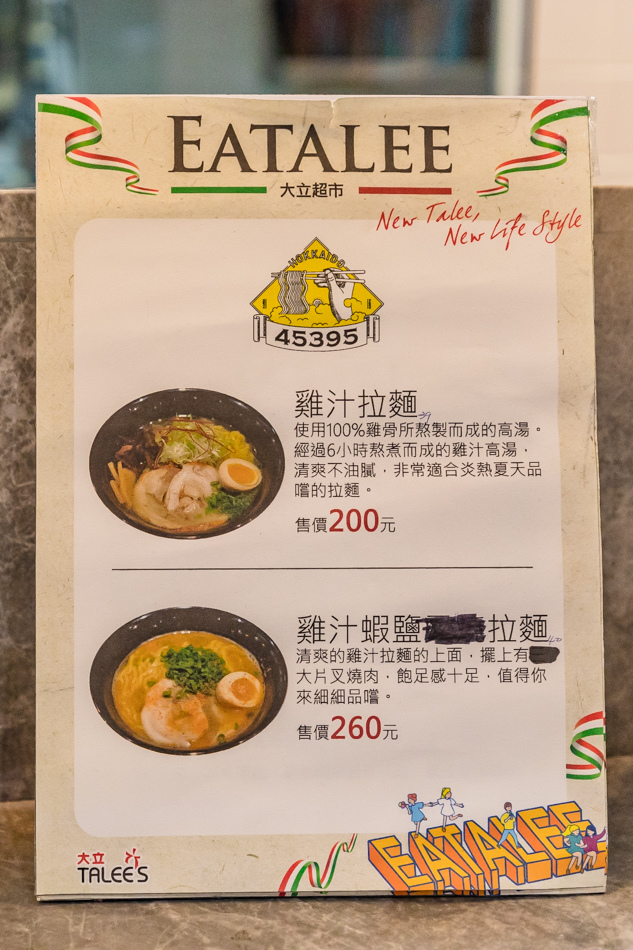 EATALEE
大立超市
New Talee,
New Life Style
HOKKAIDO
45395
雞汁拉麵
使用100%雞骨所熬製而成的高湯。
經過6小時熬煮而成的雞汁高湯，
清爽不油膩，非常適合炎熱夏天品
嚐的拉麵。
售價200元
雞汁蝦鹽拉麵
清爽的雞汁拉麵的上面，擺上有
大片叉燒肉，飽足感十足，值得你
來細細品嚐。
售價260元
大立
TALEE'S
EATALEE